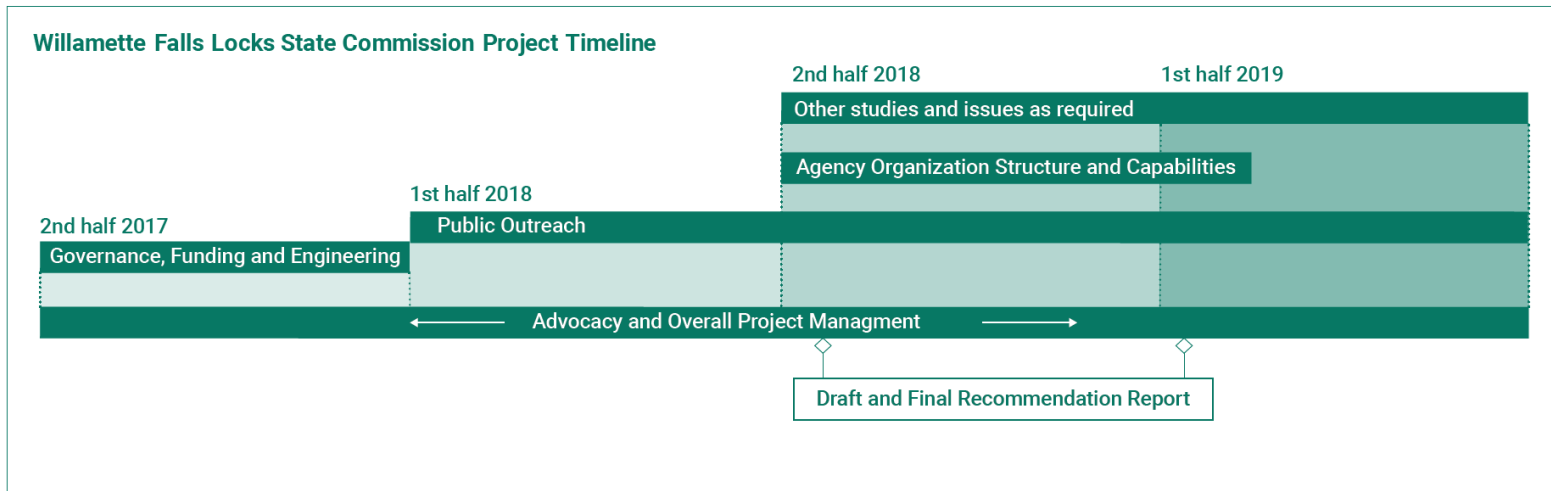 Willamette Falls Locks State Commission Project Timeline
2nd half 2018
1st half 2019
Other studies and issues as required
Agency Organization Structure and Capabilities
1st half 2018
Public Outreach
2nd half 2017
Governance, Funding and Engineering
Advocacy and Overall Project Managment
Draft and Final Recommendation Report